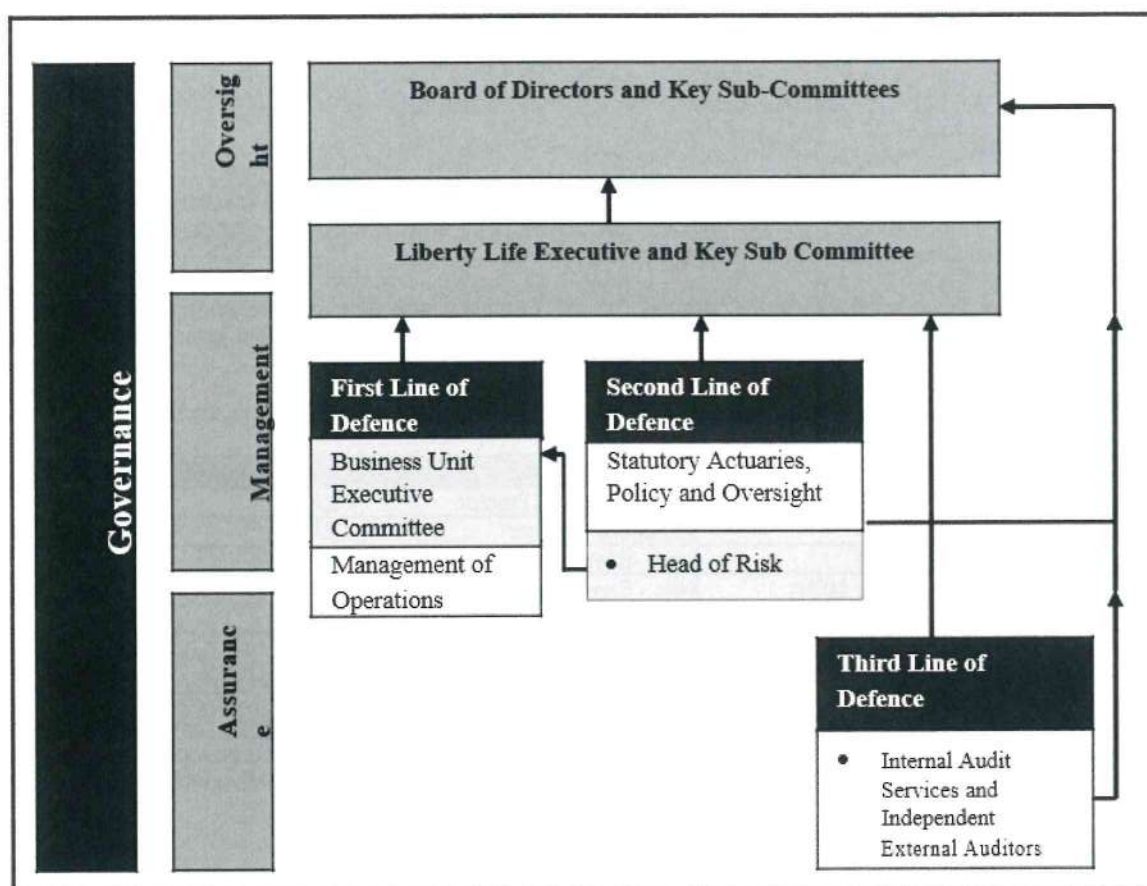 Governance
Oversig
ht
Management
Assuranc
e
Board of Directors and Key Sub-Committees
Liberty Life Executive and Key Sub Committee
First Line of
Defence
Business Unit
Executive
Committee
Management of
Operations
Second Line of
Defence
Statutory Actuaries,
Policy and Oversight
• Head of Risk
Third Line of
Defence
• Internal Audit
Services and
Independent
External Auditors